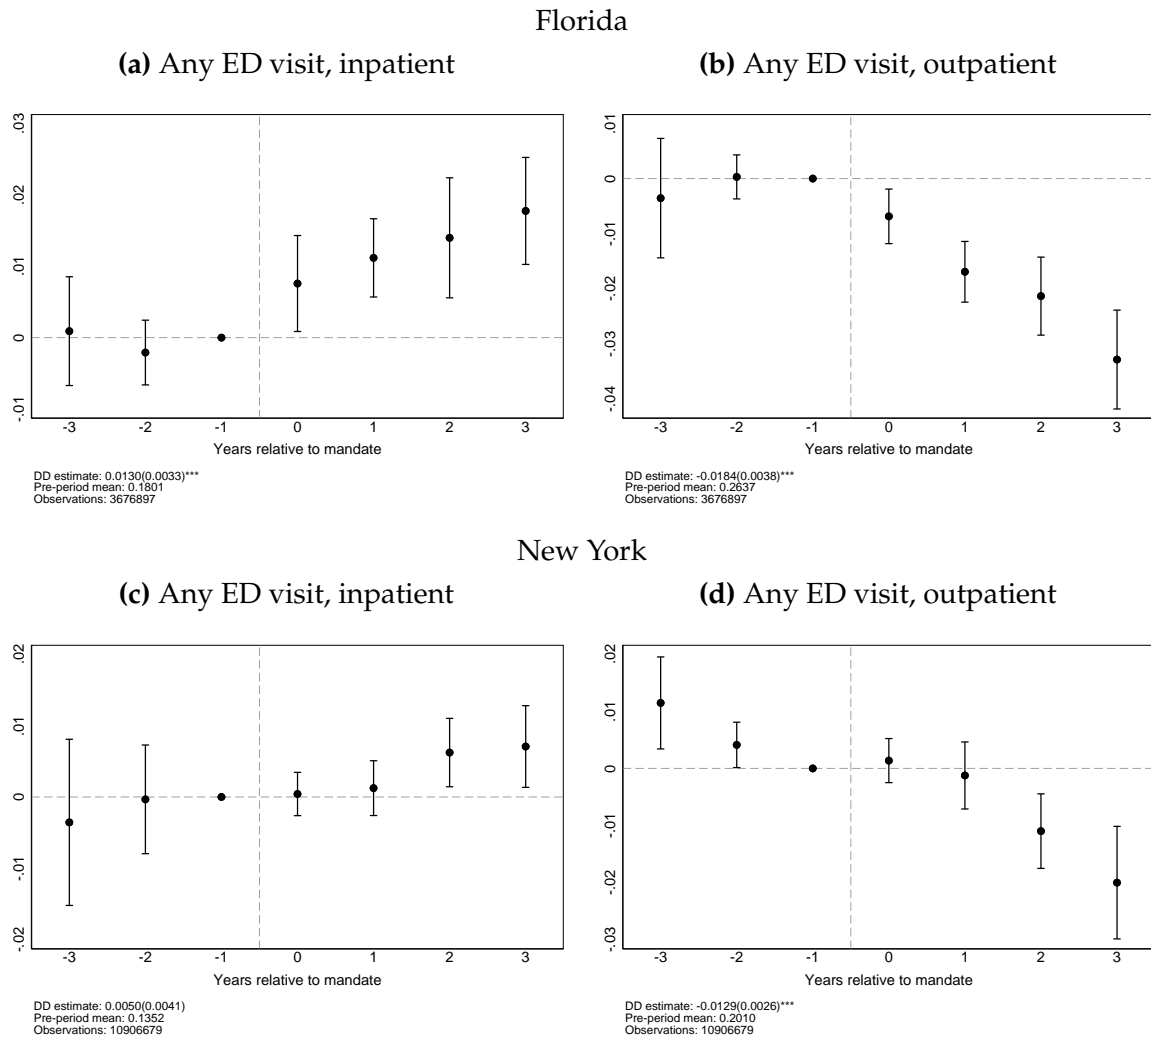 Florida
(a) Any ED visit, inpatient
.03
.02
.01
0
-.01
-3 -2 -1 0 1 2 3
Years relative to mandate
DD estimate: 0.0130(0.0033)***
Pre-period mean: 0.1801
Observations: 3676897
(b) Any ED visit, outpatient
.01
0
-.01
-.02
-.03
-.04
-3 -2 -1 0 1 2 3
Years relative to mandate
DD estimate: -0.0184(0.0038)***
Pre-period mean: 0.2637
Observations: 3676897
New York
(c) Any ED visit, inpatient
.02
.01
0
-.01
-.02
-3 -2 -1 0 1 2 3
Years relative to mandate
DD estimate: 0.0050(0.0041)
Pre-period mean: 0.1352
Observations: 10906679
(d) Any ED visit, outpatient
.02
.01
0
-.01
-.02
-.03
-3 -2 -1 0 1 2 3
Years relative to mandate
DD estimate: -0.0129(0.0026)***
Pre-period mean: 0.2010
Observations: 10906679